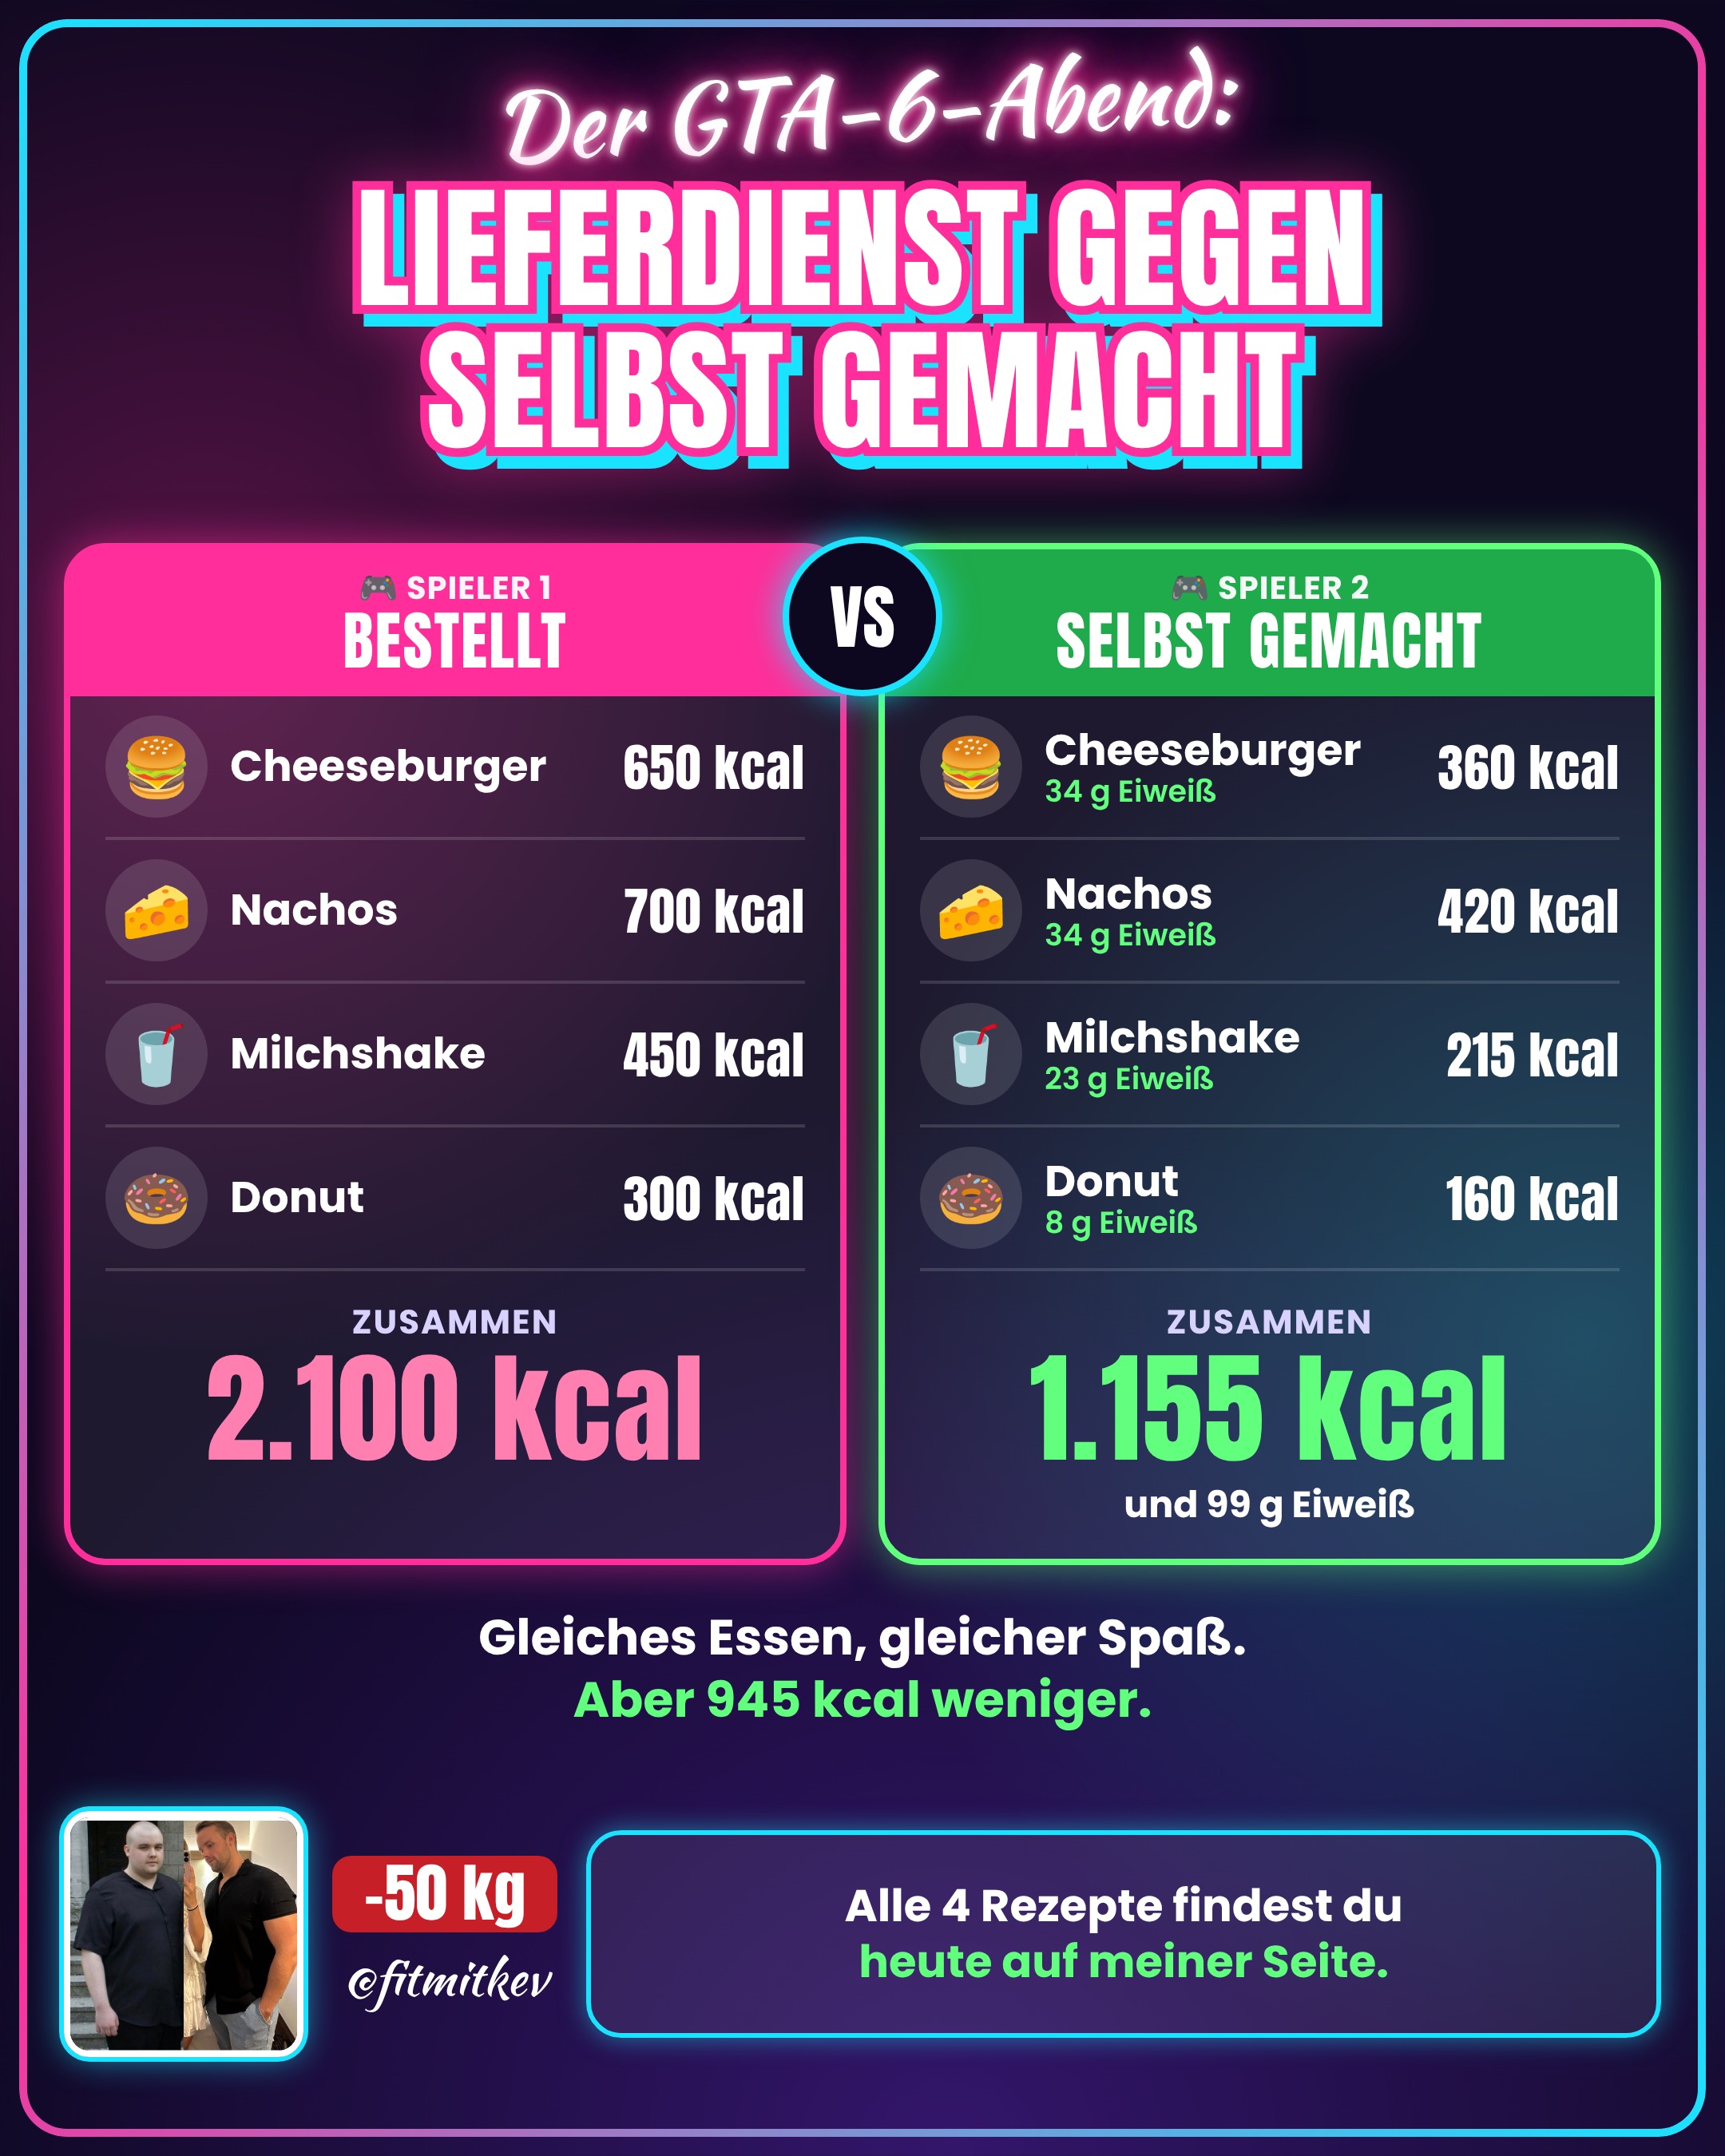 Der GTA-6-Abend:
LIEFERDIENST GEGEN
SELBST GEMACHT
SPIELER 1
BESTELLT
Cheeseburger 650 kcal
Nachos 700 kcal
Milchshake 450 kcal
Donut 300 kcal
ZUSAMMEN
2.100 kcal
VS
SPIELER 2
SELBST GEMACHT
Cheeseburger 360 kcal
34 g Eiweiß
Nachos 420 kcal
34 g Eiweiß
Milchshake 215 kcal
23 g Eiweiß
Donut 160 kcal
8 g Eiweiß
ZUSAMMEN
1.155 kcal
und 99 g Eiweiß
Gleiches Essen, gleicher Spaß.
Aber 945 kcal weniger.
-50 kg
@fitmitkev
Alle 4 Rezepte findest du
heute auf meiner Seite.